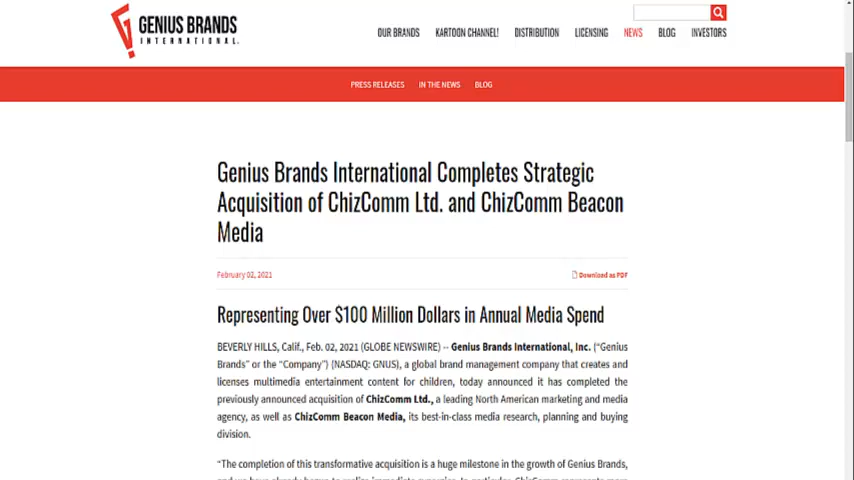 GENIUS BRANDS
INTERNATIONAL.
OUR BRANDS KARTOON CHANNEL! DISTRIBUTION LICENSING NEWS BLOG INVESTORS
PRESS RELEASES IN THE NEWS BLOG
Genius Brands International Completes Strategic
Acquisition of ChizComm Ltd. and ChizComm Beacon
Media
February 02, 2021 Download as PDF
Representing Over $100 Million Dollars in Annual Media Spend
BEVERLY HILLS, Calif., Feb. 02, 2021 (GLOBE NEWSWIRE) -- Genius Brands International, Inc. (“Genius
Brands” or the “Company”) (NASDAQ: GNUS), a global brand management company that creates and
licenses multimedia entertainment content for children, today announced it has completed the
previously announced acquisition of ChizComm Ltd., a leading North American marketing and media
agency, as well as ChizComm Beacon Media, its best-in-class media research, planning and buying
division.
“The completion of this transformative acquisition is a huge milestone in the growth of Genius Brands,